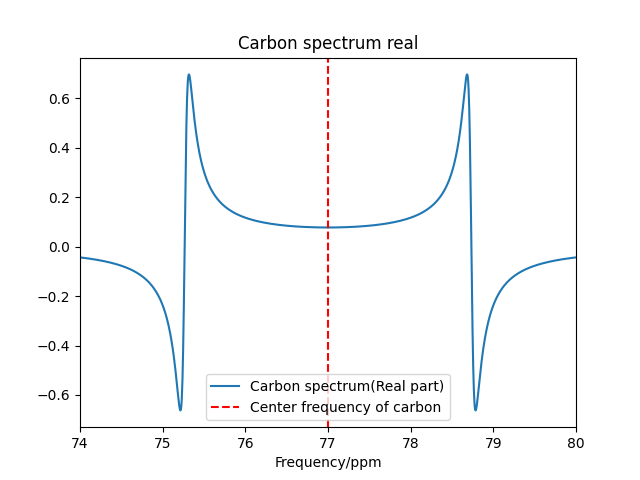 Carbon spectrum real
0.6
0.4
0.2
0.0
−0.2
−0.4
−0.6
Carbon spectrum(Real part)
Center frequency of carbon
74 75 76 77 78 79 80
Frequency/ppm